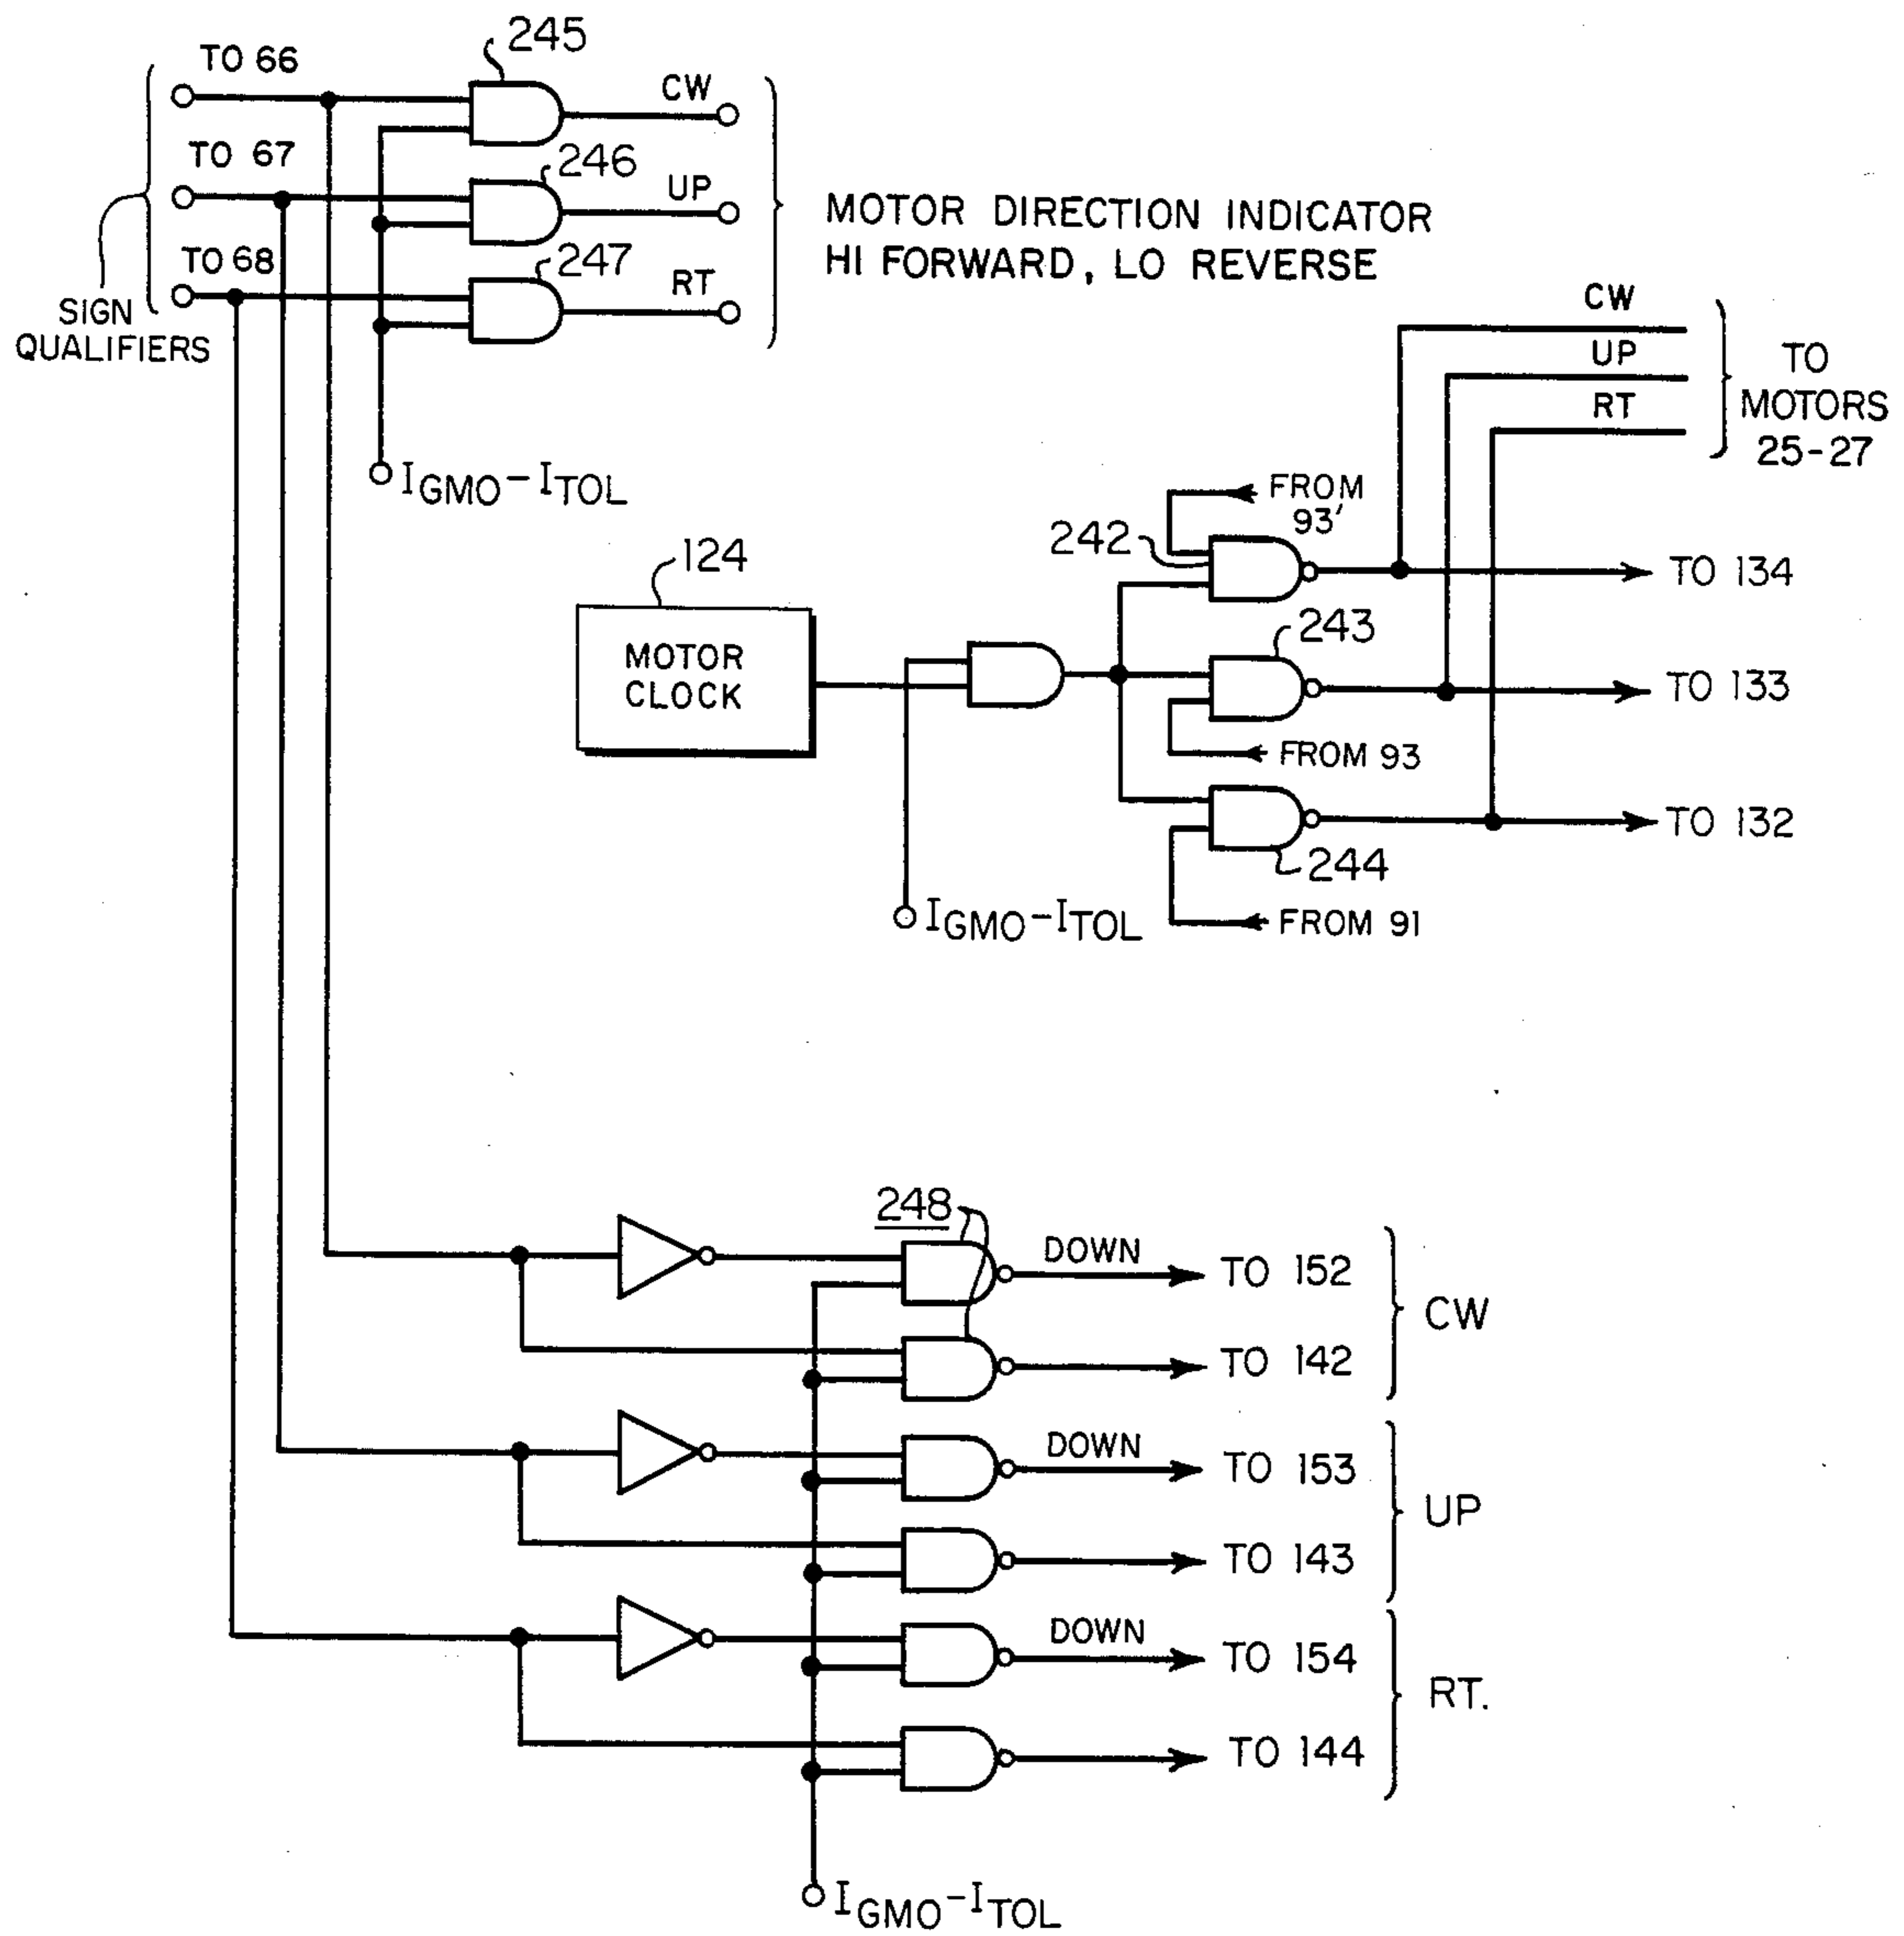 TO 66
245
CW
TO 67
246
UP
TO 68
247
RT
SIGN
QUALIFIERS
MOTOR DIRECTION INDICATOR
HI FORWARD, LO REVERSE
IGMO-ITOL
CW
UP
RT
TO
MOTORS
25-27
FROM
93'
242
TO 134
124
MOTOR
CLOCK
243
TO 133
FROM 93
TO 132
244
FROM 91
IGMO-ITOL
248
DOWN
TO 152
TO 142
CW
DOWN
TO 153
TO 143
UP
DOWN
TO 154
TO 144
RT.
IGMO-ITOL